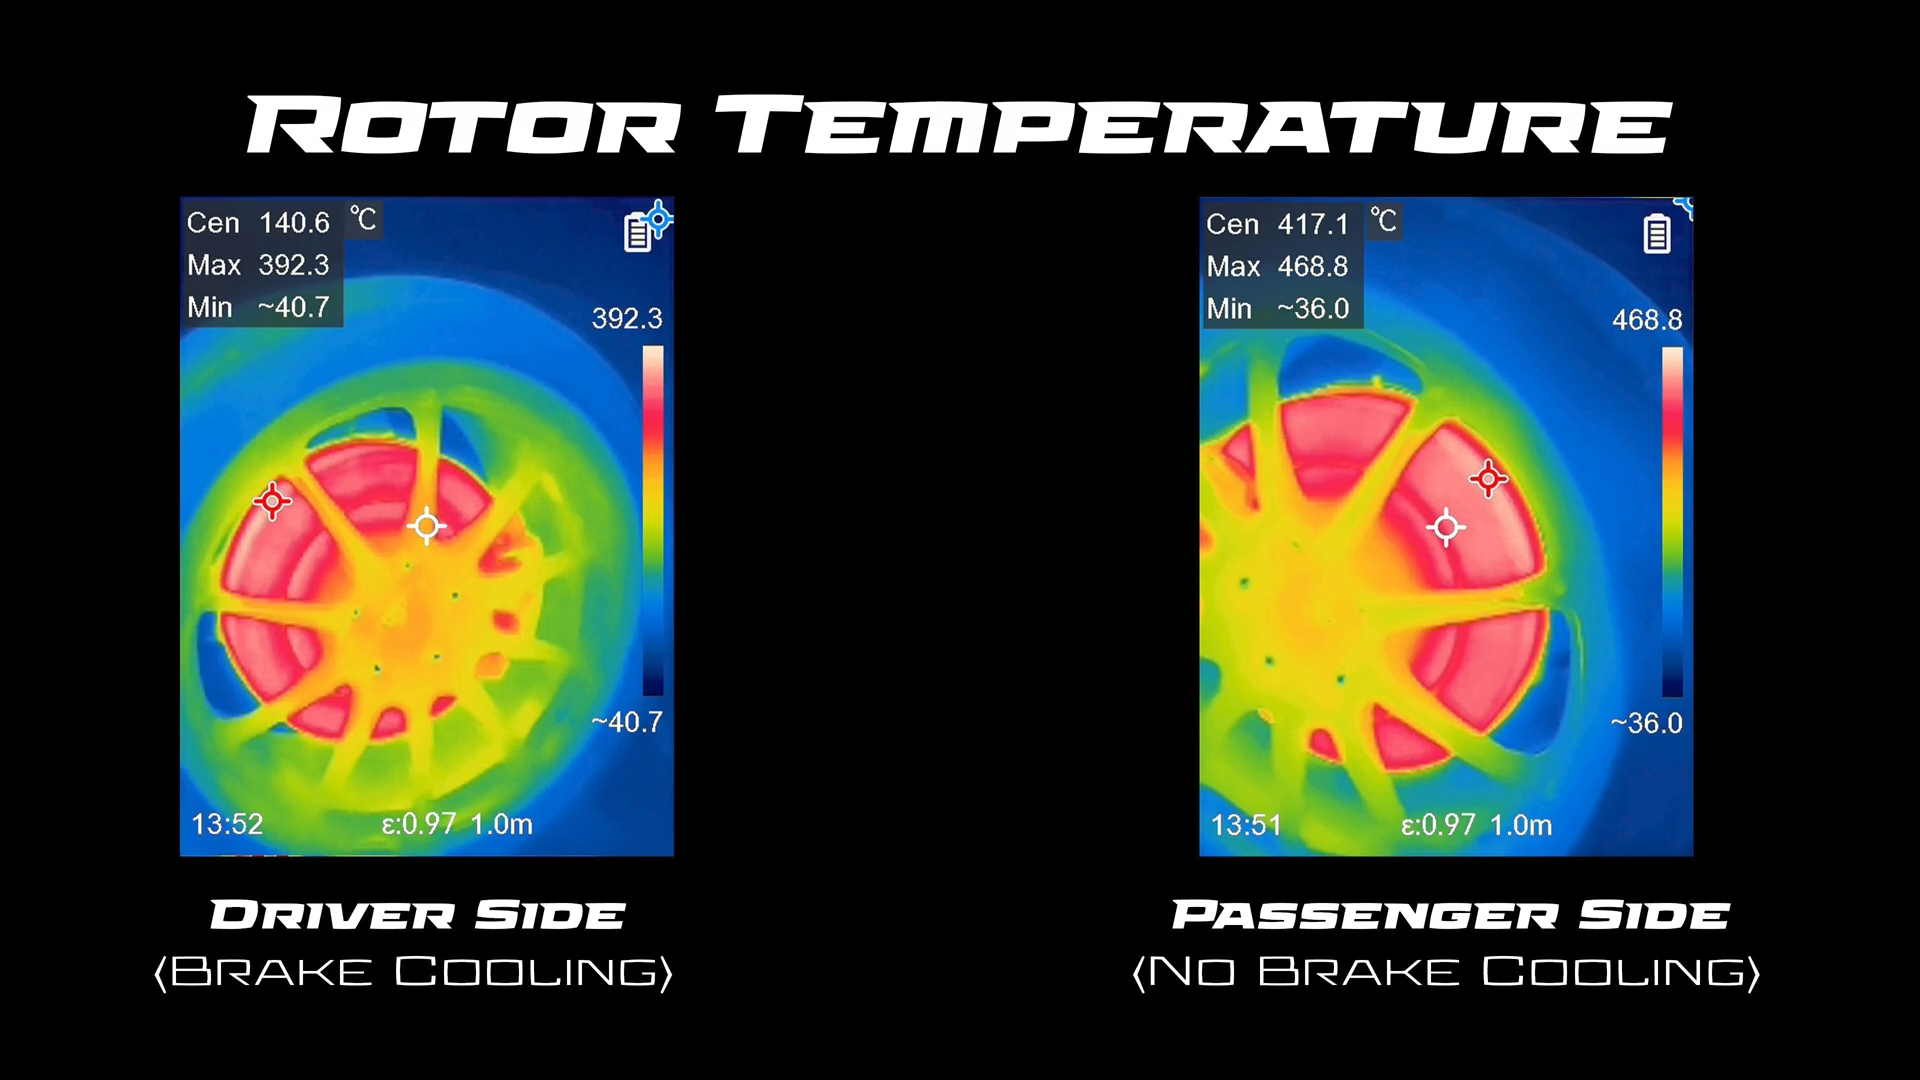 ROTOR TEMPERATURE
Cen 140.6 ℃
Max 392.3
Min ~40.7
392.3
~40.7
13:52 ε:0.97 1.0m
DRIVER SIDE
⟨BRAKE COOLING⟩
Cen 417.1 ℃
Max 468.8
Min ~36.0
468.8
~36.0
13:51 ε:0.97 1.0m
PASSENGER SIDE
⟨NO BRAKE COOLING⟩